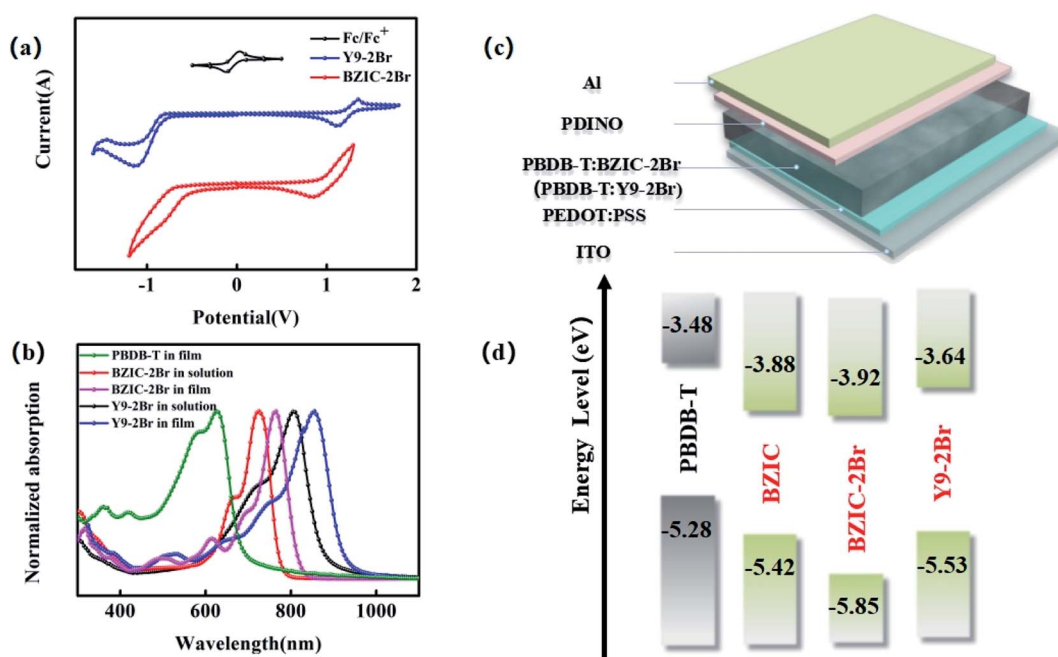 (a)
Fc/Fc+
Y9-2Br
BZIC-2Br
Current(A)
-1 0 1 2
Potential(V)
(c)
Al
PDINO
PBDB-T:BZIC-2Br
(PBDB-T:Y9-2Br)
PEDOT:PSS
ITO
(b)
PBDB-T in film
BZIC-2Br in solution
BZIC-2Br in film
Y9-2Br in solution
Y9-2Br in film
Normalized absorption
400 600 800 1000
Wavelength(nm)
(d)
Energy Level (eV)
-3.48
PBDB-T
-5.28
-3.88
BZIC
-5.42
-3.92
BZIC-2Br
-5.85
-3.64
Y9-2Br
-5.53